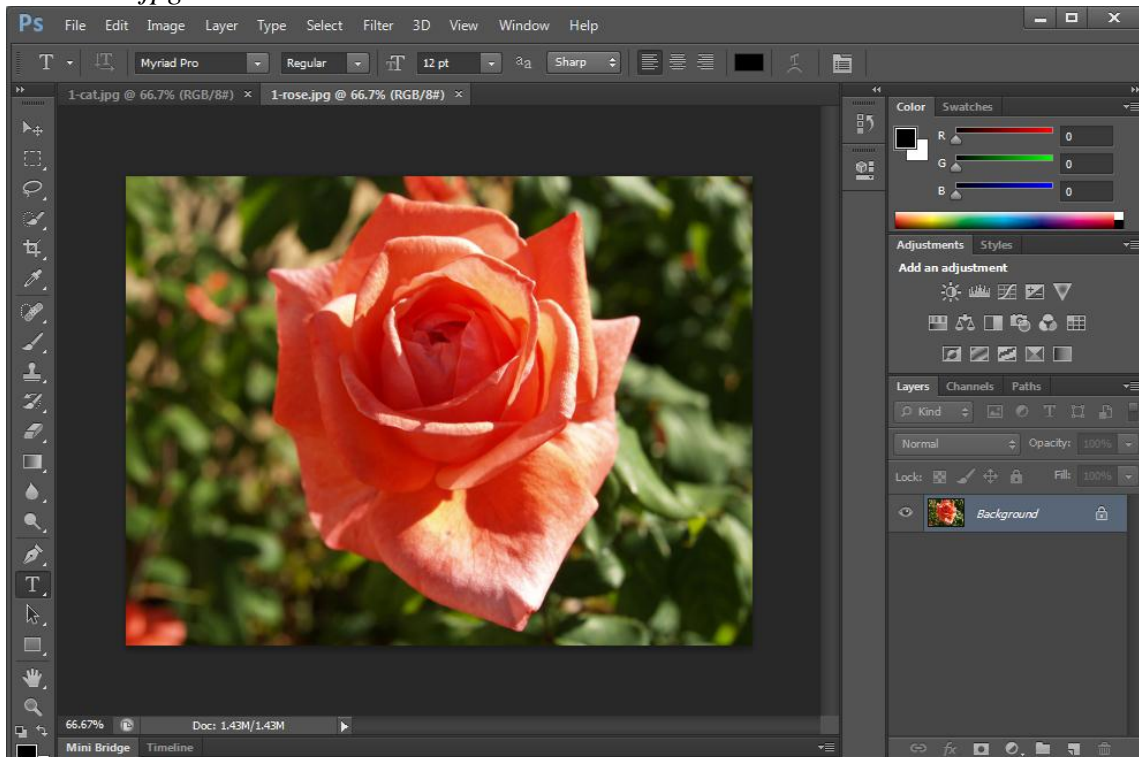 .jpg
Ps File Edit Image Layer Type Select Filter 3D View Window Help
T Myriad Pro Regular T 12 pt aa Sharp
1-cat.jpg @ 66.7% (RGB/8#) × 1-rose.jpg @ 66.7% (RGB/8#) ×
Color Swatches
R 0
G 0
B 0
Adjustments Styles
Add an adjustment
Layers Channels Paths
Kind T
Normal Opacity: 100%
Lock: Fill: 100%
Background
T
66.67% Doc: 1.43M/1.43M
Mini Bridge Timeline
fx